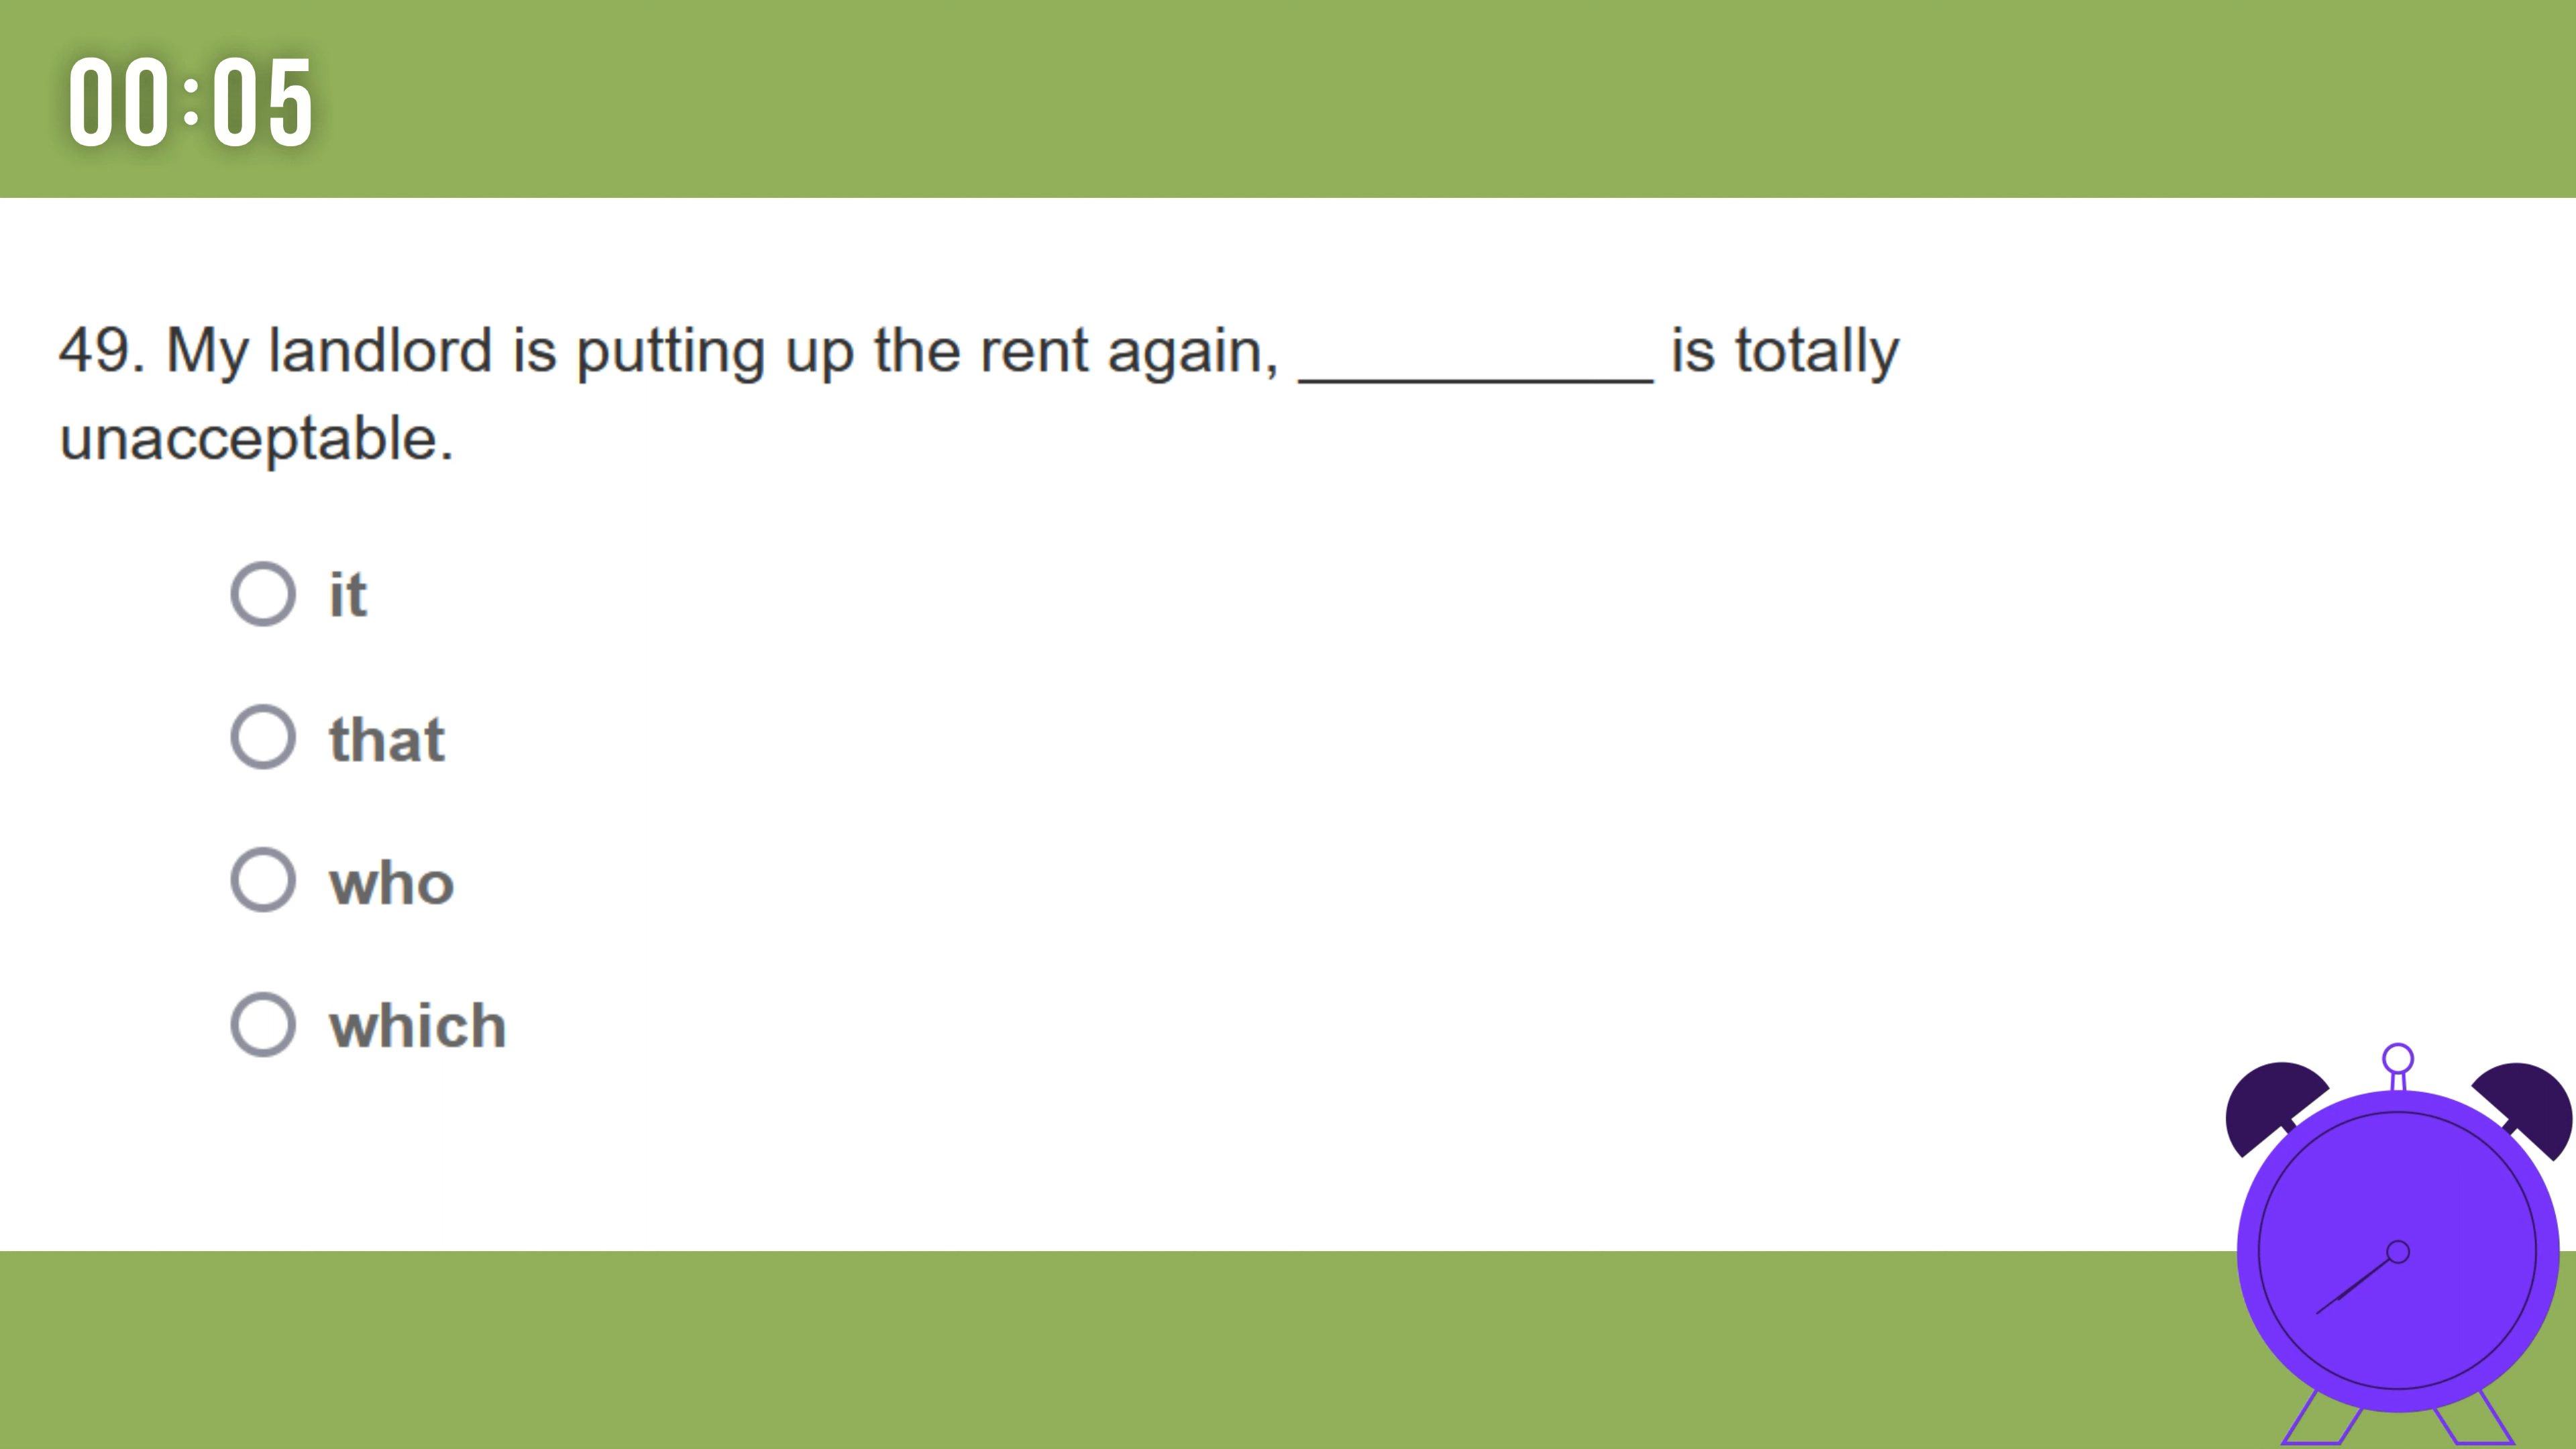 00:05
49. My landlord is putting up the rent again, ___________ is totally
unacceptable.
it
that
who
which